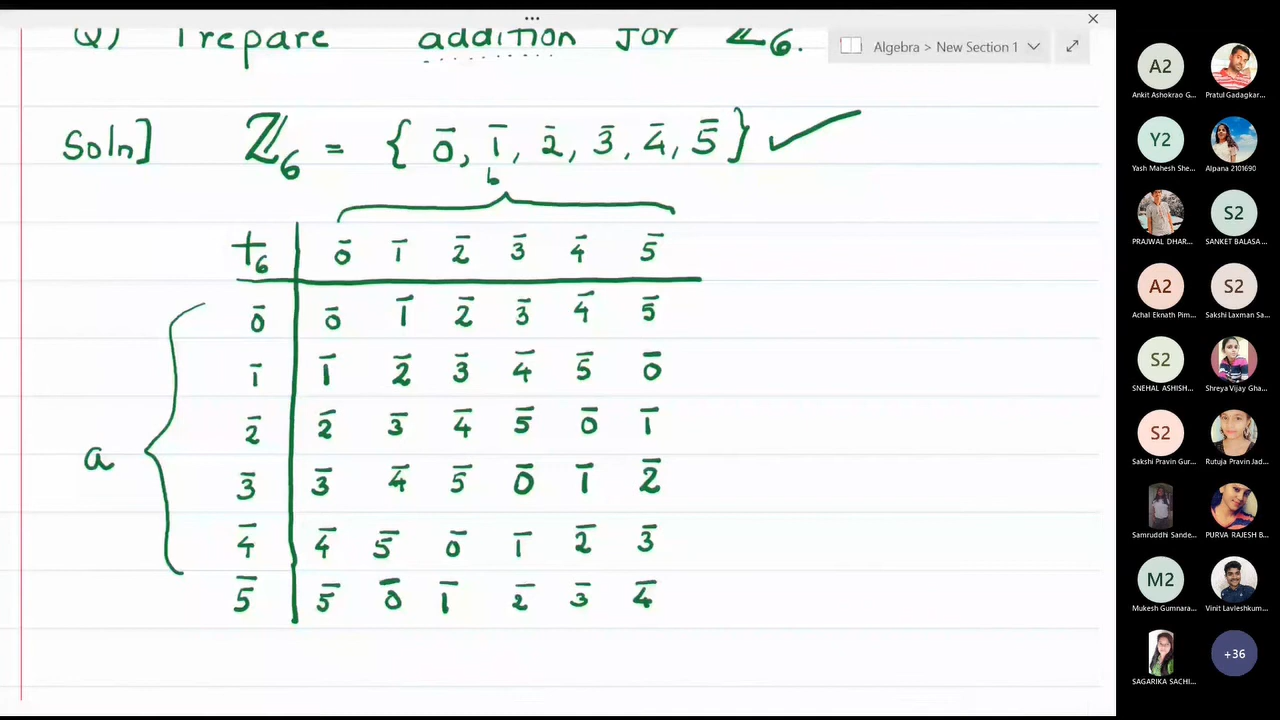 Q) Prepare addition for ℤ6.
Algebra > New Section 1
Soln] ℤ₆ = { 0̄, 1̄, 2̄, 3̄, 4̄, 5̄ }
b
+₆ 0̄ 1̄ 2̄ 3̄ 4̄ 5̄
0̄ 0̄ 1̄ 2̄ 3̄ 4̄ 5̄
1̄ 1̄ 2̄ 3̄ 4̄ 5̄ 0̄
2̄ 2̄ 3̄ 4̄ 5̄ 0̄ 1̄
a
3̄ 3̄ 4̄ 5̄ 0̄ 1̄ 2̄
4̄ 4̄ 5̄ 0̄ 1̄ 2̄ 3̄
5̄ 5̄ 0̄ 1̄ 2̄ 3̄ 4̄
A2
Ankit Ashokrao G... Pratul Gadagkar...
Y2
Yash Mahesh She... Alpana 2101690
S2
PRAJWAL DHAR... SANKET BALASA...
A2 S2
Achal Eknath Pim... Sakshi Laxman Sa...
S2
SNEHAL ASHISH... Shreya Vijay Gha...
S2
Sakshi Pravin Gur... Rutuja Pravin Jad...
Samruddhi Sande... PURVA RAJESH B...
M2
Mukesh Gumnara... Vinit Lavleshkum...
+36
SAGARIKA SACHI...